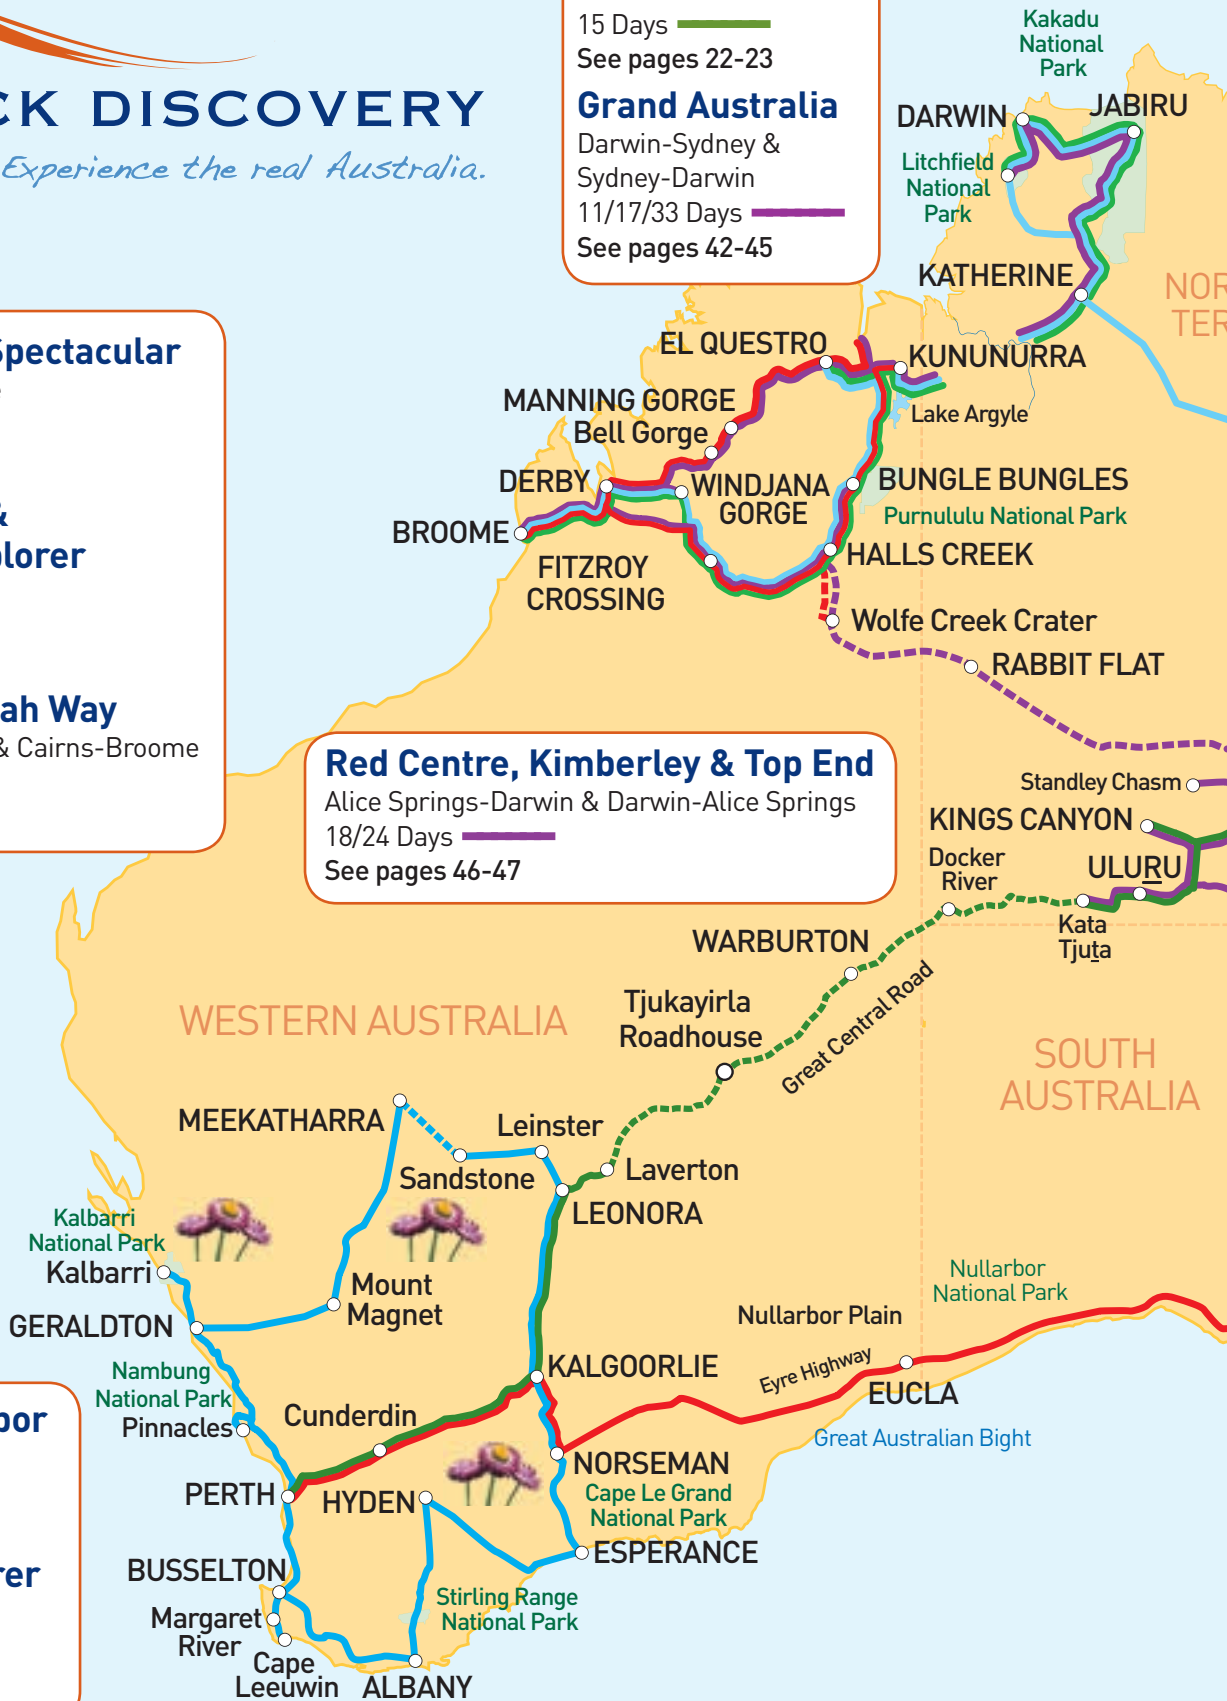 CK DISCOVERY
Experience the real Australia.
15 Days
See pages 22-23
Grand Australia
Darwin-Sydney &
Sydney-Darwin
11/17/33 Days
See pages 42-45
Kakadu
National
Park
DARWIN
JABIRU
Litchfield
National
Park
KATHERINE
NOR
TER
Spectacular
&
plorer
ah Way
& Cairns-Broome
EL QUESTRO
KUNUNURRA
MANNING GORGE
Bell Gorge
Lake Argyle
DERBY
WINDJANA
GORGE
BUNGLE BUNGLES
Purnululu National Park
BROOME
FITZROY
CROSSING
HALLS CREEK
Wolfe Creek Crater
RABBIT FLAT
Red Centre, Kimberley & Top End
Alice Springs-Darwin & Darwin-Alice Springs
18/24 Days
See pages 46-47
Standley Chasm
KINGS CANYON
Docker
River
ULURU
Kata
Tjuta
WARBURTON
Great Central Road
Tjukayirla
Roadhouse
WESTERN AUSTRALIA
SOUTH
AUSTRALIA
MEEKATHARRA
Leinster
Sandstone
Laverton
LEONORA
Kalbarri
National Park
Kalbarri
Mount
Magnet
GERALDTON
Nullarbor
National Park
Nullarbor Plain
Eyre Highway
EUCLA
Great Australian Bight
KALGOORLIE
Nambung
National Park
Pinnacles
Cunderdin
bor
PERTH
HYDEN
NORSEMAN
Cape Le Grand
National Park
ESPERANCE
rer
BUSSELTON
Stirling Range
National Park
Margaret
River
Cape
Leeuwin
ALBANY